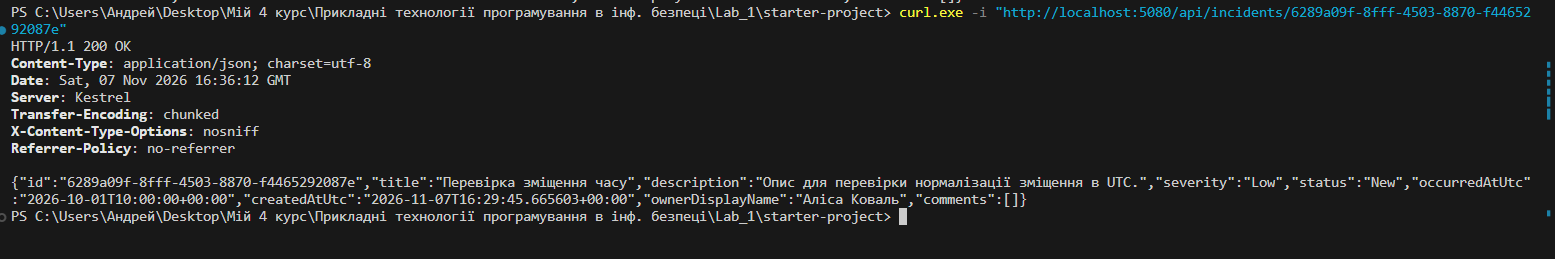 PS C:\Users\Андрей\Desktop\Мій 4 курс\Прикладні технології програмування в інф. безпеці\Lab_1\starter-project> curl.exe -i "http://localhost:5080/api/incidents/6289a09f-8fff-4503-8870-f44652
92087e"
HTTP/1.1 200 OK
Content-Type: application/json; charset=utf-8
Date: Sat, 07 Nov 2026 16:36:12 GMT
Server: Kestrel
Transfer-Encoding: chunked
X-Content-Type-Options: nosniff
Referrer-Policy: no-referrer

{"id":"6289a09f-8fff-4503-8870-f4465292087e","title":"Перевірка зміщення часу","description":"Опис для перевірки нормалізації зміщення в UTC.","severity":"Low","status":"New","occurredAtUtc"
:"2026-10-01T10:00:00+00:00","createdAtUtc":"2026-11-07T16:29:45.665603+00:00","ownerDisplayName":"Аліса Коваль","comments":[]}
PS C:\Users\Андрей\Desktop\Мій 4 курс\Прикладні технології програмування в інф. безпеці\Lab_1\starter-project>